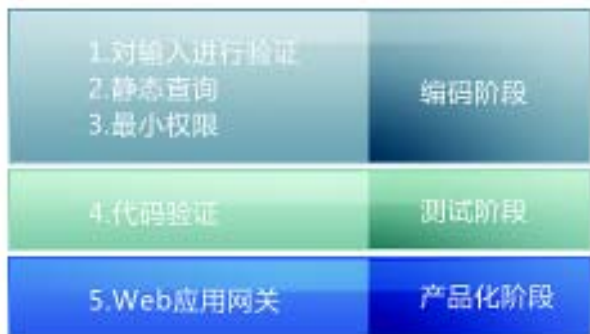 1.对输入进行验证
2.静态查询
3.最小权限
编码阶段
4.代码验证
测试阶段
5.Web应用网关
产品化阶段